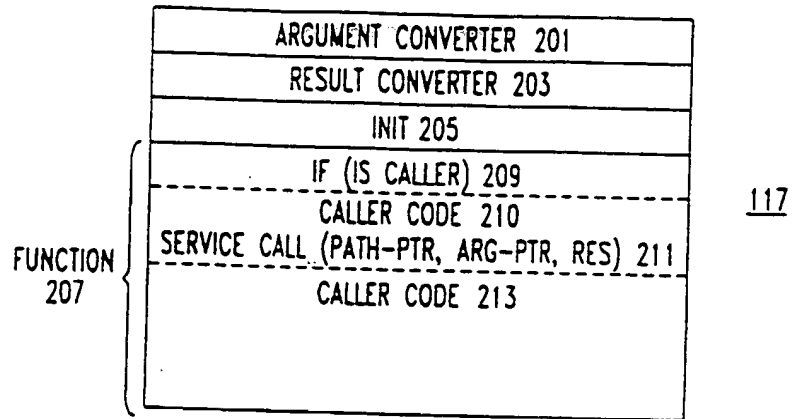 ARGUMENT CONVERTER 201
RESULT CONVERTER 203
INIT 205
IF (IS CALLER) 209
CALLER CODE 210
SERVICE CALL (PATH-PTR, ARG-PTR, RES) 211
CALLER CODE 213
FUNCTION
207
117